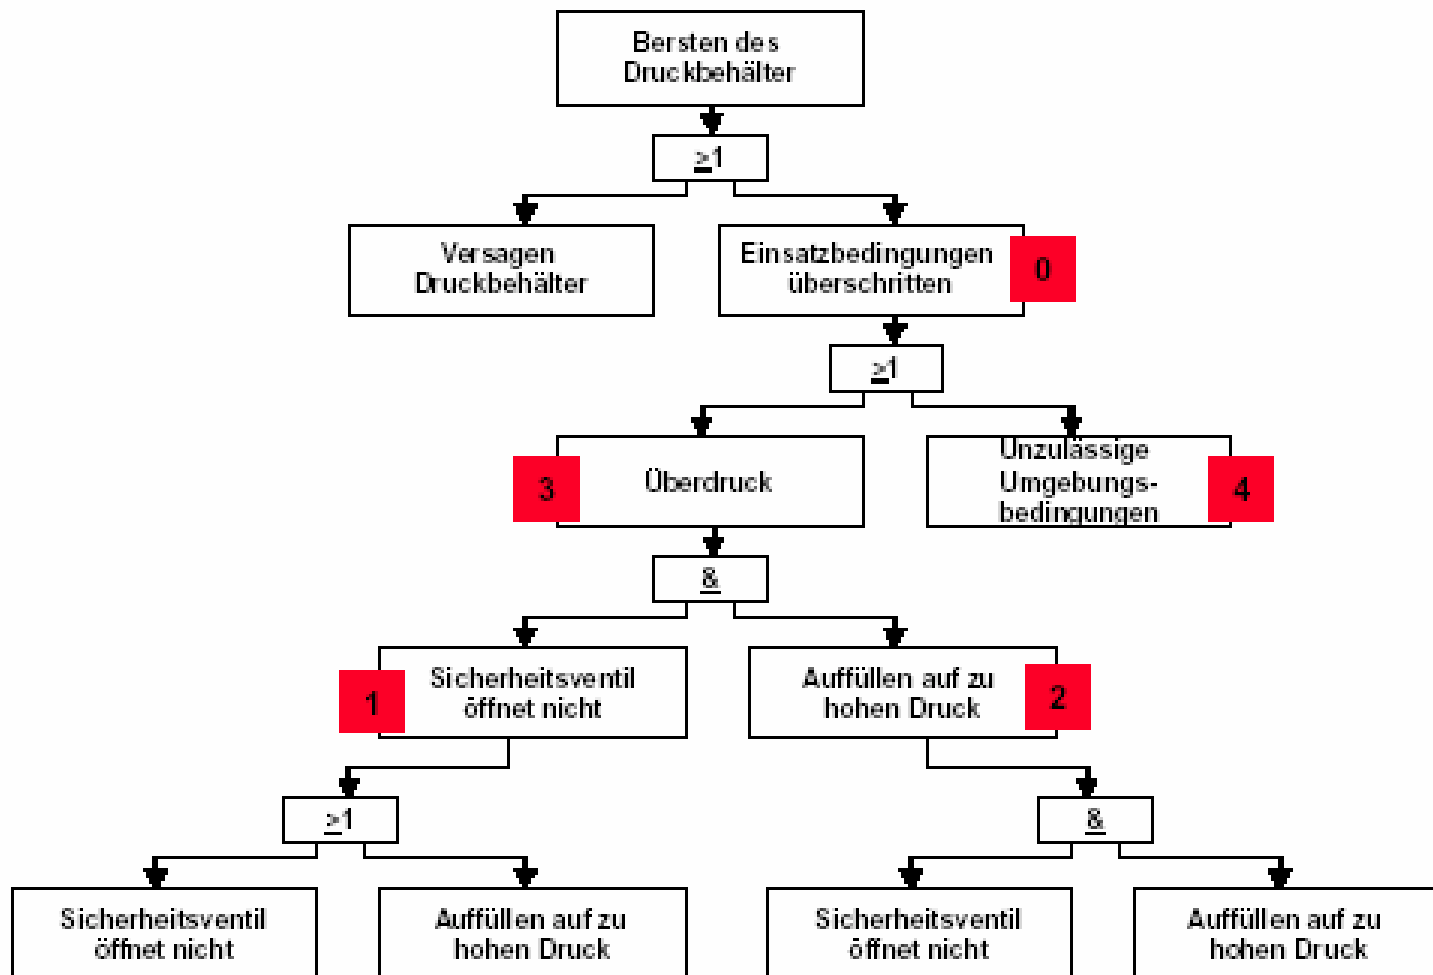 Bersten des
Druckbehälter
≥1
Versagen
Druckbehälter
Einsatzbedingungen
überschritten
0
≥1
3
Überdruck
Unzulässige
Umgebungs-
bedingungen
4
&
1
Sicherheitsventil
öffnet nicht
Auffüllen auf zu
hohen Druck
2
≥1
&
Sicherheitsventil
öffnet nicht
Auffüllen auf zu
hohen Druck
Sicherheitsventil
öffnet nicht
Auffüllen auf zu
hohen Druck